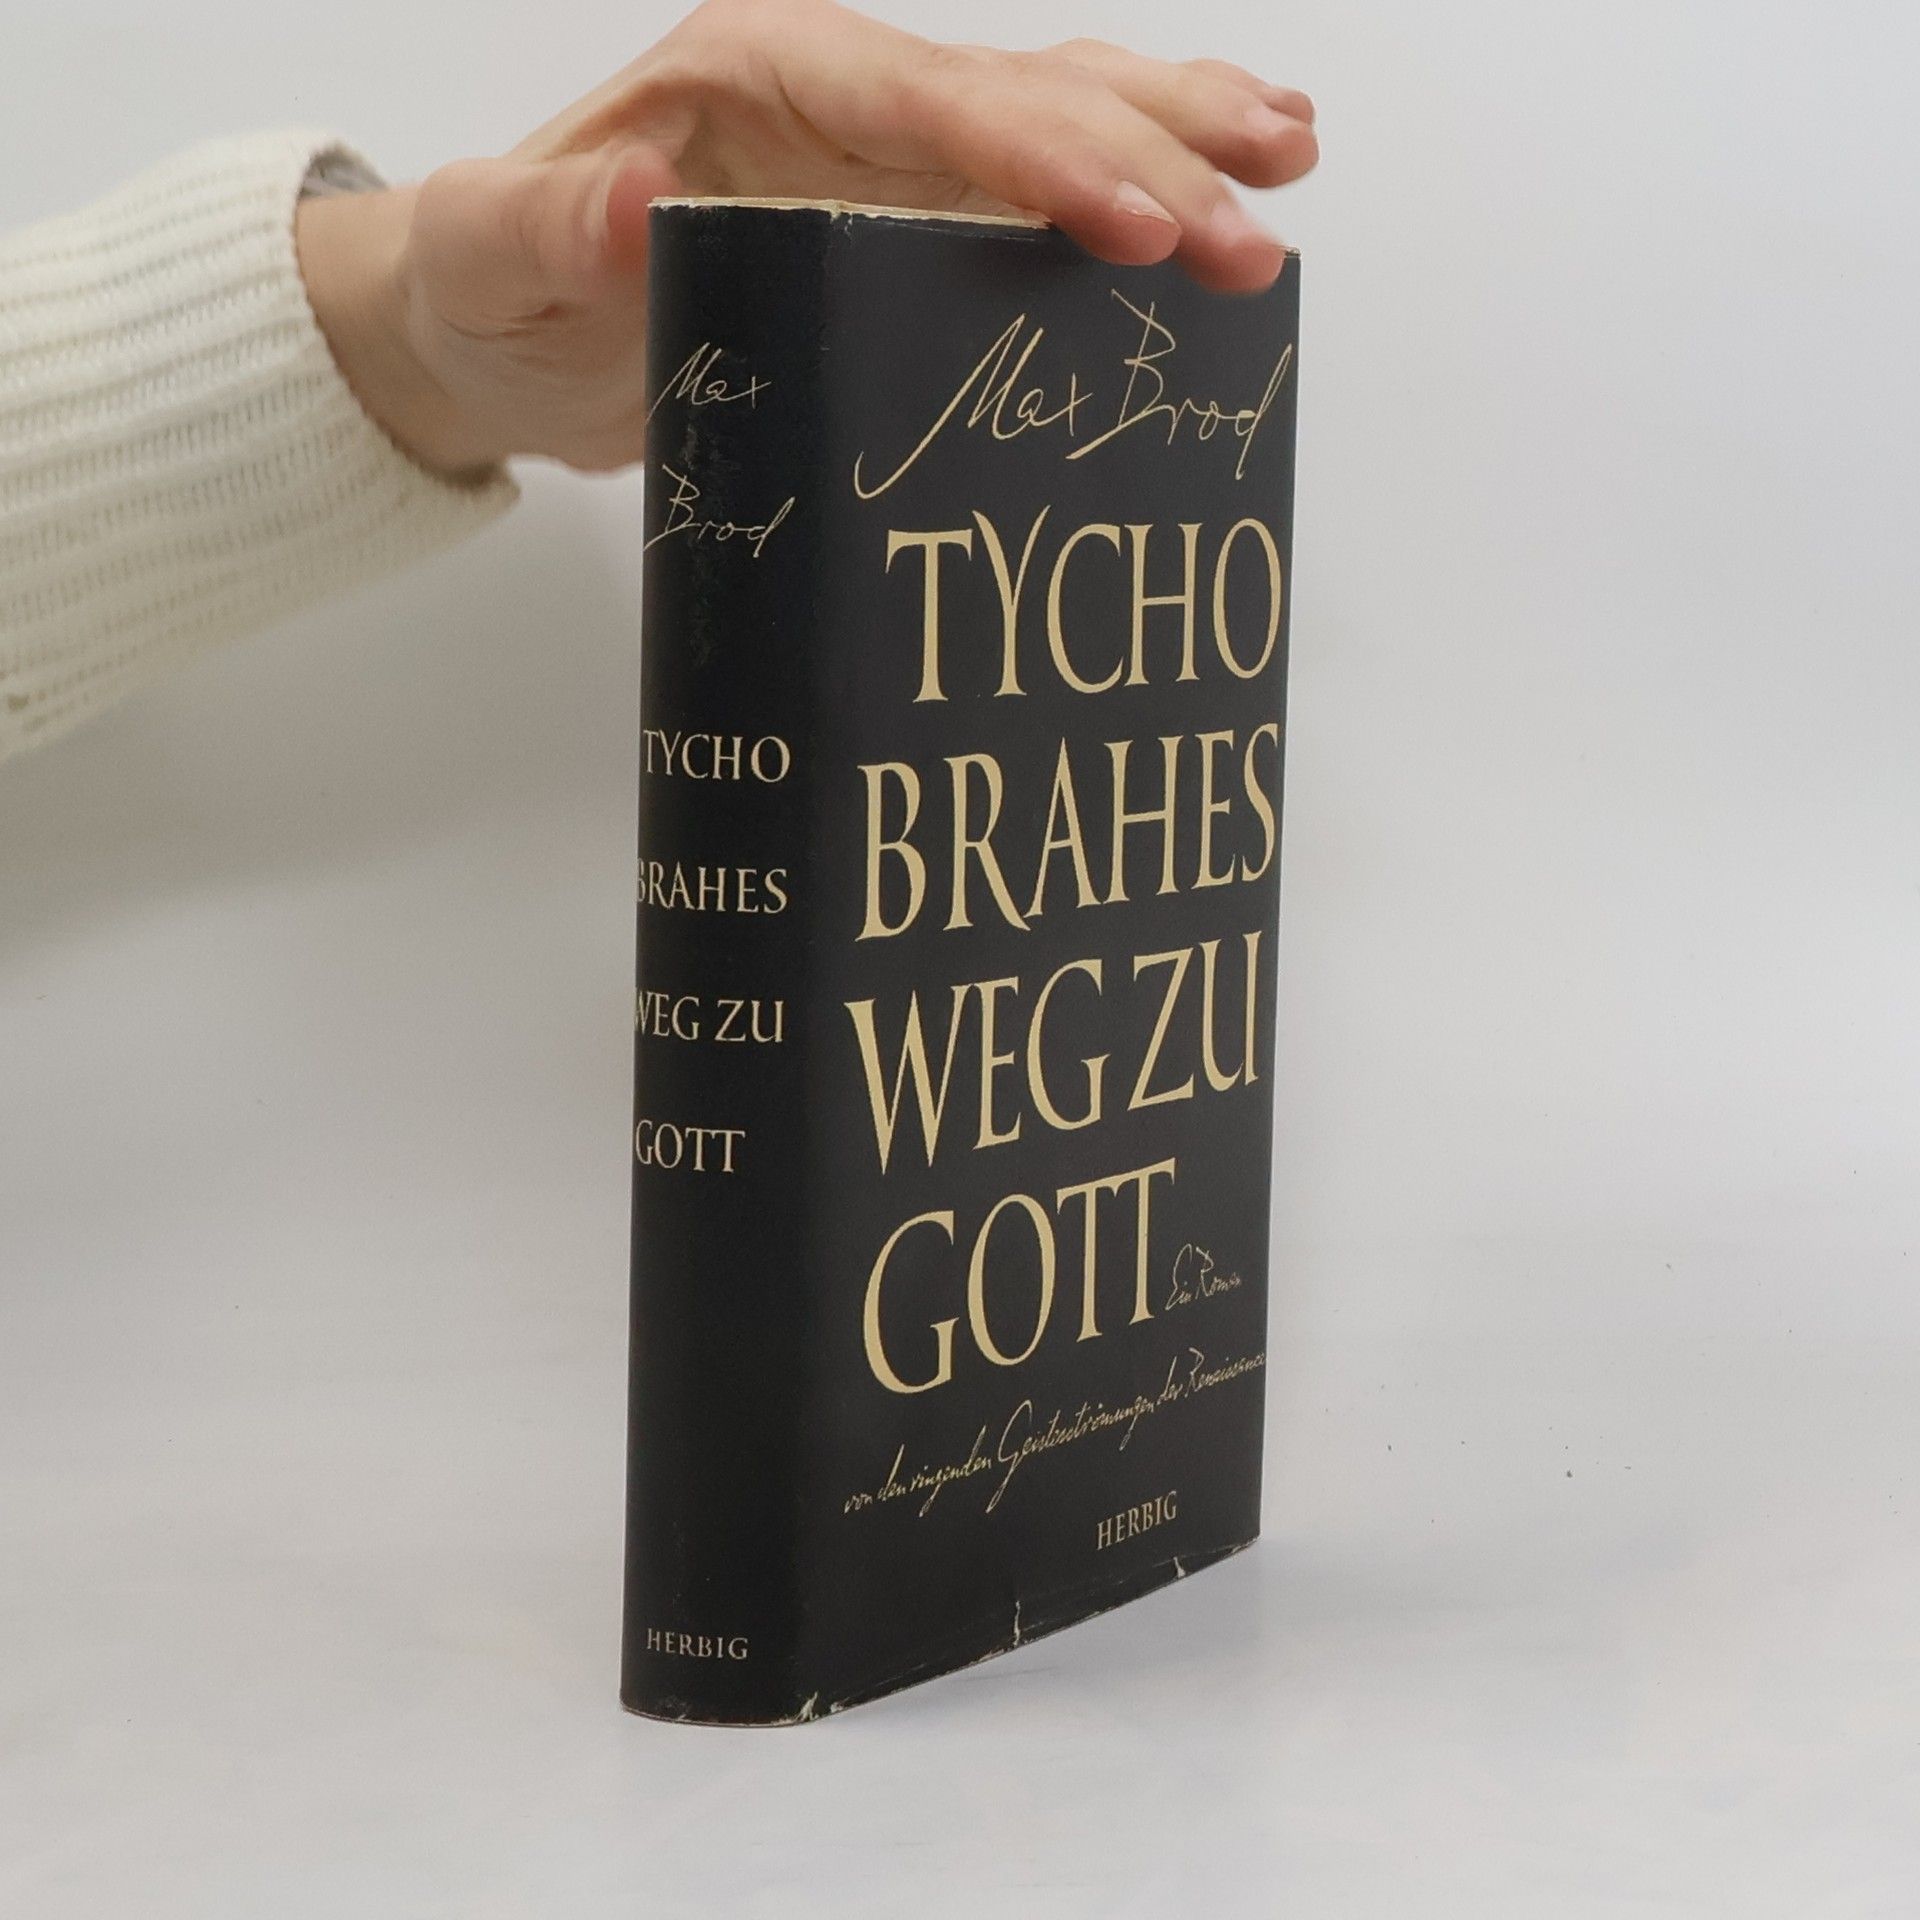 Max
Brod
TYCHO
BRAHES
WEG ZU
GOTT
HERBIG
Max Brod
TYCHO
BRAHES
WEG ZU
GOTT
Ein Roman
von den ringenden Geistesströmungen der Renaissance
HERBIG